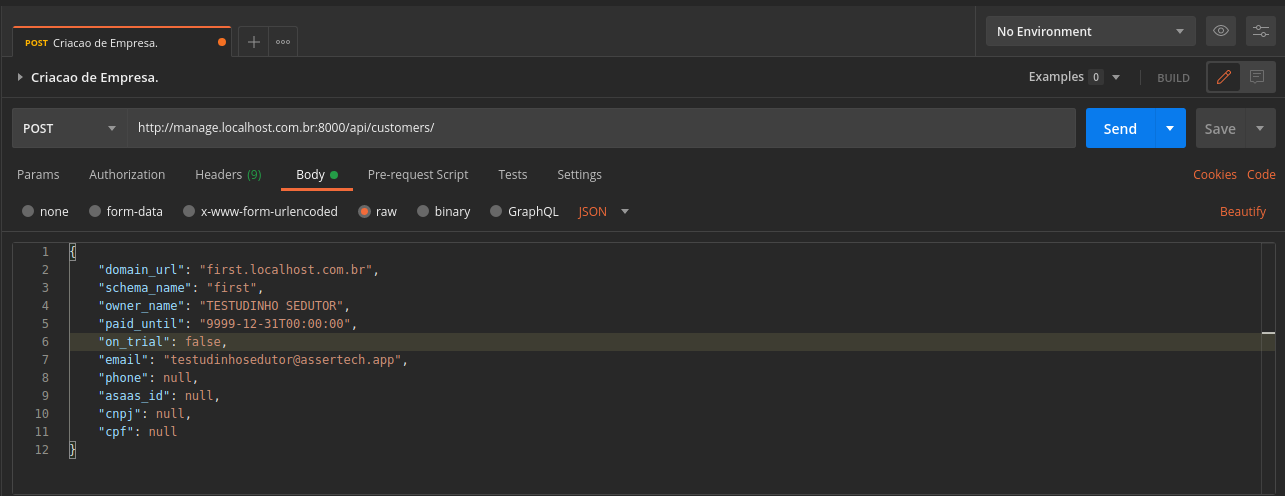 POST Criacao de Empresa.
No Environment
Criacao de Empresa.
Examples 0
BUILD
POST http://manage.localhost.com.br:8000/api/customers/ Send Save
Params Authorization Headers (9) Body Pre-request Script Tests Settings Cookies Code
none form-data x-www-form-urlencoded raw binary GraphQL JSON Beautify
1 {
2 "domain_url": "first.localhost.com.br",
3 "schema_name": "first",
4 "owner_name": "TESTUDINHO SEDUTOR",
5 "paid_until": "9999-12-31T00:00:00",
6 "on_trial": false,
7 "email": "testudinhosedutor@assertech.app",
8 "phone": null,
9 "asaas_id": null,
10 "cnpj": null,
11 "cpf": null
12 }